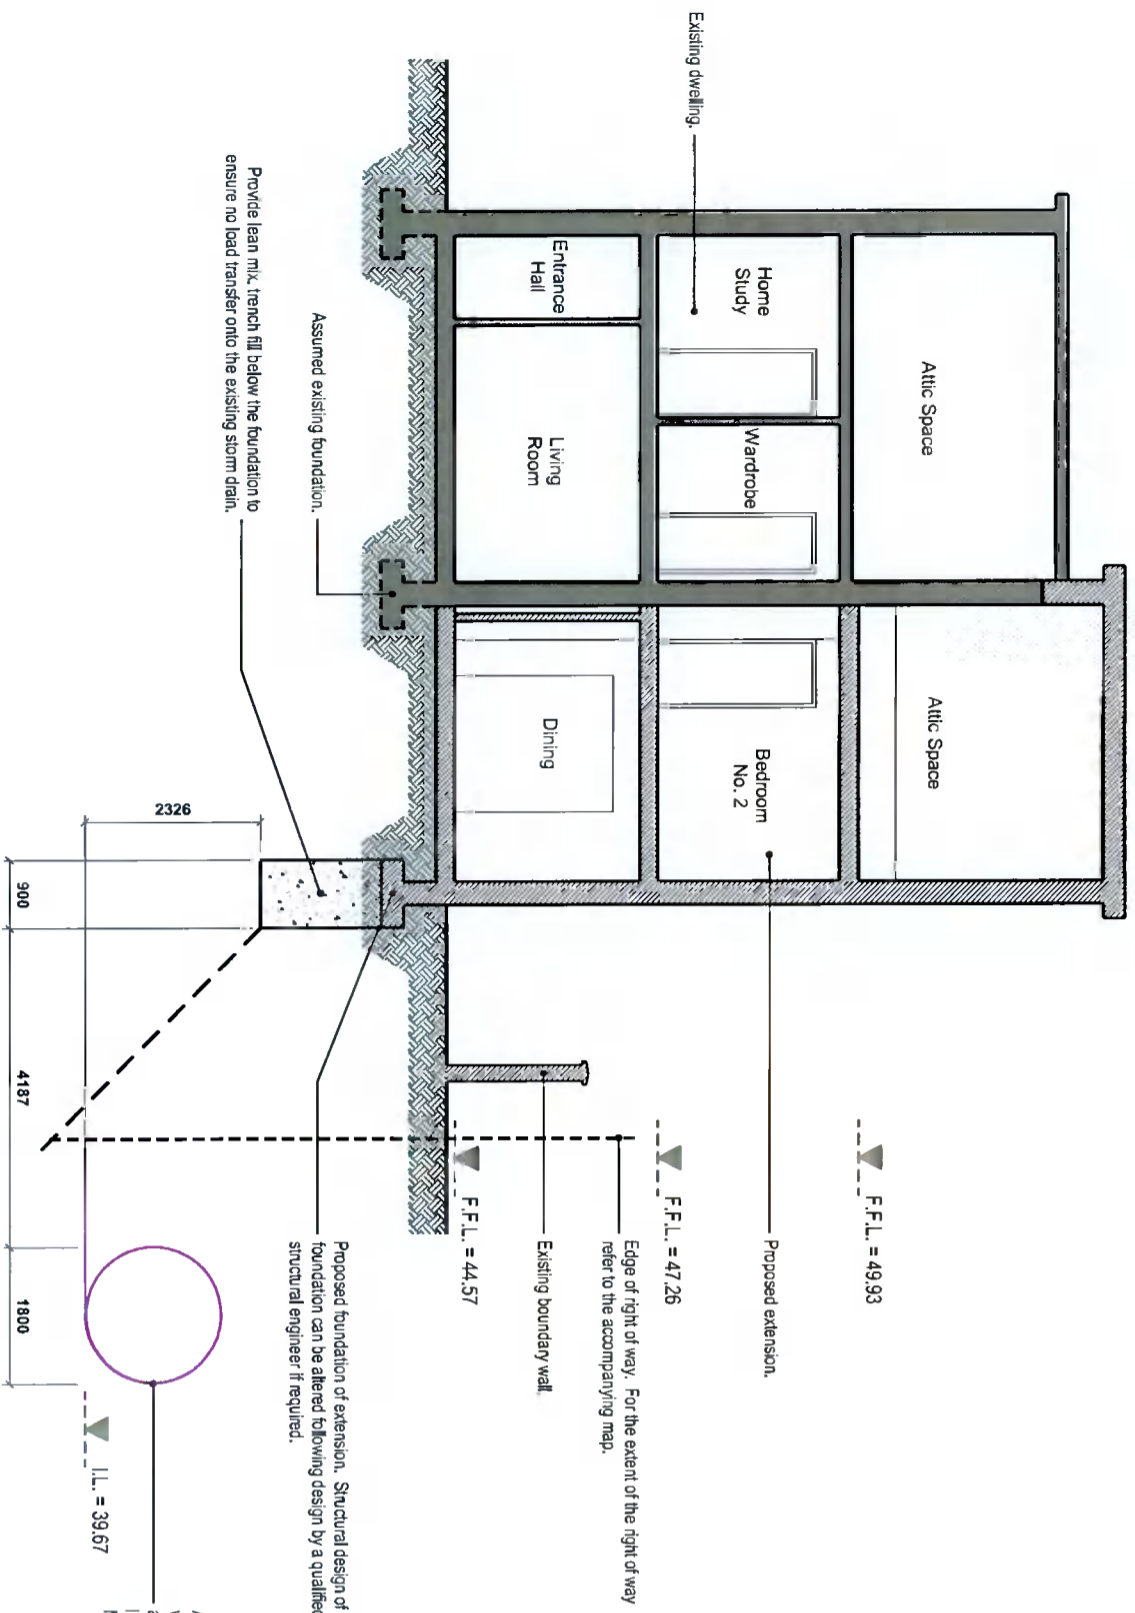 Existing dwelling.
Attic Space
Attic Space
Home
Study
Wardrobe
Bedroom
No. 2
Entrance
Hall
Living
Room
Dining
F.F.L. = 49.93
Proposed extension.
F.F.L. = 47.26
Edge of right of way. For the extent of the right of way
refer to the accompanying map.
Existing boundary wall.
F.F.L. = 44.57
Assumed existing foundation.
Proposed foundation of extension. Structural design of
foundation can be altered following design by a qualified
structural engineer if required.
Provide lean mix, trench fill below the foundation to
ensure no load transfer onto the existing storm drain.
2326
I.L. = 39.67
900
4187
1800